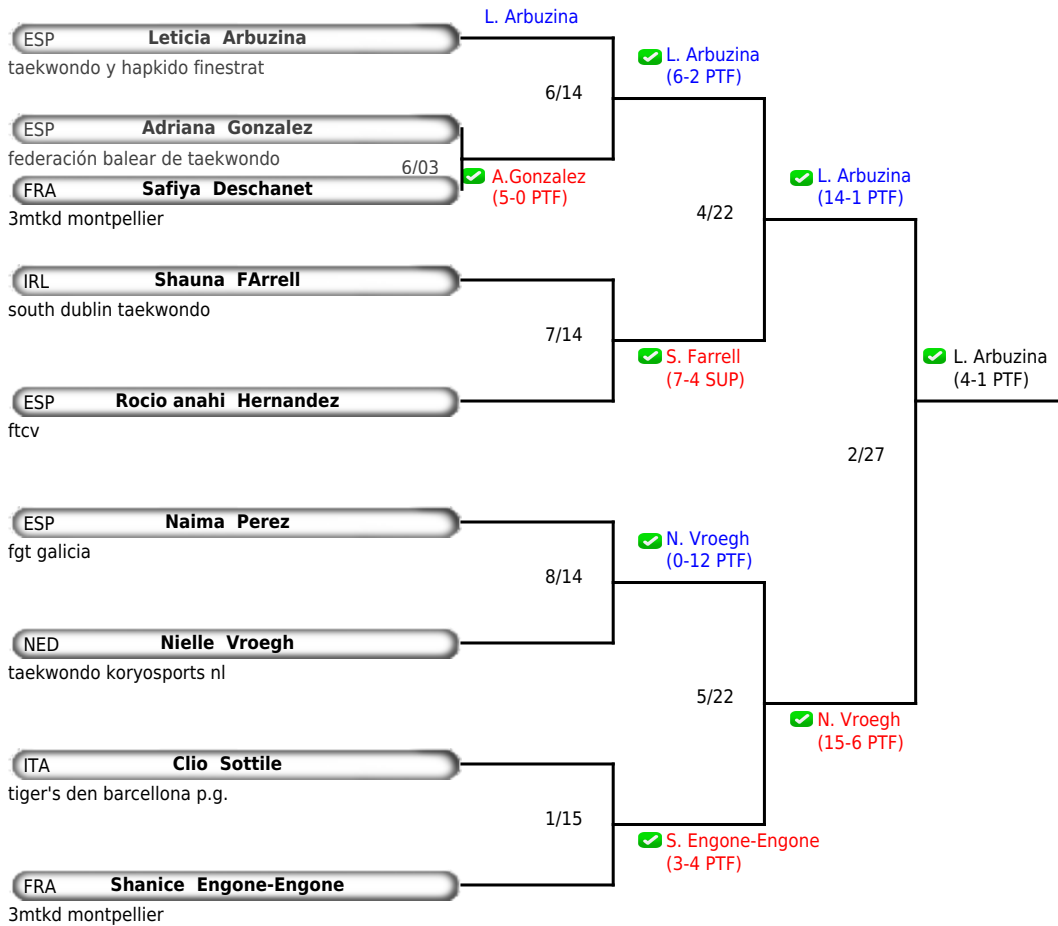 L. Arbuzina
ESP Leticia Arbuzina
taekwondo y hapkido finestrat
L. Arbuzina
(6-2 PTF)
6/14
ESP Adriana Gonzalez
federación balear de taekwondo
6/03
A.Gonzalez
(5-0 PTF)
FRA Safiya Deschanet
3mtkd montpellier
L. Arbuzina
(14-1 PTF)
4/22
IRL Shauna FArrell
south dublin taekwondo
7/14
S. Farrell
(7-4 SUP)
L. Arbuzina
(4-1 PTF)
ESP Rocio anahi Hernandez
ftcv
2/27
ESP Naima Perez
fgt galicia
N. Vroegh
(0-12 PTF)
8/14
NED Nielle Vroegh
taekwondo koryosports nl
5/22
N. Vroegh
(15-6 PTF)
ITA Clio Sottile
tiger's den barcellona p.g.
1/15
S. Engone-Engone
(3-4 PTF)
FRA Shanice Engone-Engone
3mtkd montpellier